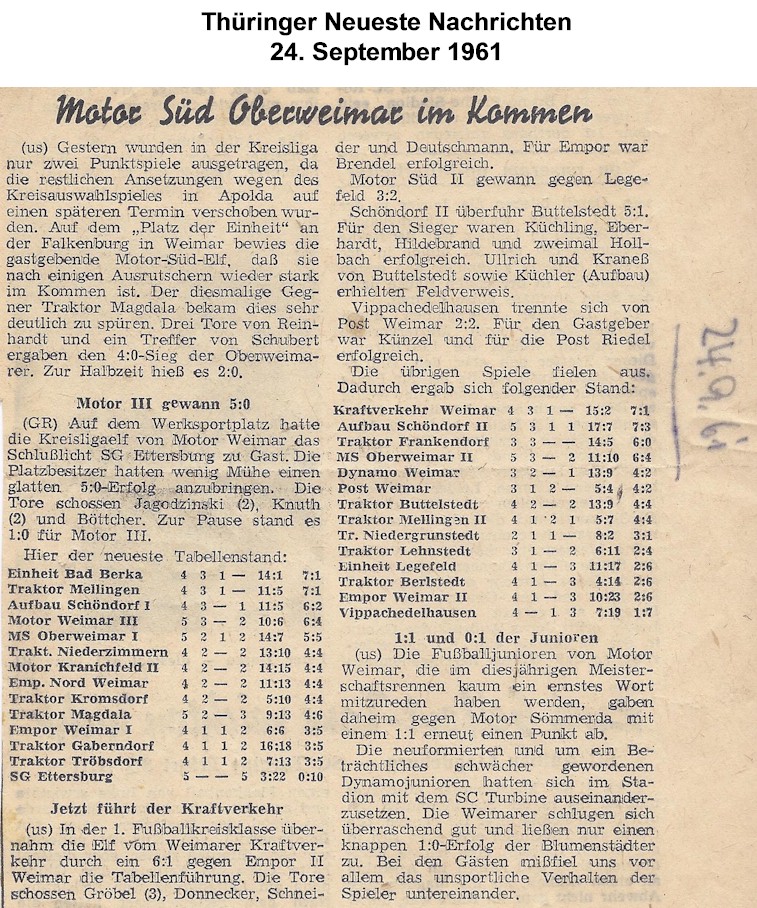 Thüringer Neueste Nachrichten
24. September 1961
Motor Süd Oberweimar im Kommen
(us) Gestern wurden in der Kreisliga
nur zwei Punktspiele ausgetragen, da
die restlichen Ansetzungen wegen des
Kreisauswahlspieles in Apolda auf
einen späteren Termin verschoben wur-
den. Auf dem „Platz der Einheit“ an
der Falkenburg in Weimar bewies die
gastgebende Motor-Süd-Elf, daß sie
nach einigen Ausrutschern wieder stark
im Kommen ist. Der diesmalige Geg-
ner Traktor Magdala bekam dies sehr
deutlich zu spüren. Drei Tore von Rein-
hardt und ein Treffer von Schubert
ergaben den 4:0-Sieg der Oberweima-
rer. Zur Halbzeit hieß es 2:0.
Motor III gewann 5:0
(GR) Auf dem Werksportplatz hatte
die Kreisligaelf von Motor Weimar das
Schlußlicht SG Ettersburg zu Gast. Die
Platzbesitzer hatten wenig Mühe einen
glatten 5:0-Erfolg anzubringen. Die
Tore schossen Jagodzinski (2), Knuth
(2) und Böttcher. Zur Pause stand es
1:0 für Motor III.
Hier der neueste Tabellenstand:
Einheit Bad Berka 4 3 1 — 14:1 7:1
Traktor Mellingen 4 3 1 — 11:5 7:1
Aufbau Schöndorf I 4 3 — 1 11:5 6:2
Motor Weimar III 5 3 — 2 10:6 6:4
MS Oberweimar I 5 2 1 2 14:7 5:5
Trakt. Niederzimmern 4 2 — 2 13:10 4:4
Motor Kranichfeld II 4 2 — 2 14:15 4:4
Emp. Nord Weimar 4 2 — 2 11:13 4:4
Traktor Kromsdorf 4 2 — 2 5:10 4:4
Traktor Magdala 5 2 — 3 9:13 4:6
Empor Weimar I 4 1 1 2 6:6 3:5
Traktor Gaberndorf 4 1 1 2 16:18 3:5
Traktor Tröbsdorf 4 1 1 2 7:13 3:5
SG Ettersburg 5 — — 5 3:22 0:10
Jetzt führt der Kraftverkehr
(us) In der 1. Fußballkreisklasse über-
nahm die Elf vom Weimarer Kraftver-
kehr durch ein 6:1 gegen Empor II
Weimar die Tabellenführung. Die Tore
schossen Gröbel (3), Donnecker, Schnei-
der und Deutschmann. Für Empor war
Brendel erfolgreich.
Motor Süd II gewann gegen Lege-
feld 3:2.
Schöndorf II überfuhr Buttelstedt 5:1.
Für den Sieger waren Küchling, Eber-
hardt, Hildebrand und zweimal Holl-
bach erfolgreich. Ullrich und Kraneß
von Buttelstedt sowie Küchler (Aufbau)
erhielten Feldverweis.
Vippachedelhausen trennte sich von
Post Weimar 2:2. Für den Gastgeber
war Künzel und für die Post Riedel
erfolgreich.
Die übrigen Spiele fielen aus.
Dadurch ergab sich folgender Stand:
Kraftverkehr Weimar 4 3 1 — 15:2 7:1
Aufbau Schöndorf II 5 3 1 1 17:7 7:3
Traktor Frankendorf 3 3 — — 14:5 6:0
MS Oberweimar II 5 3 — 2 11:10 6:4
Dynamo Weimar 3 2 — 1 13:9 4:2
Post Weimar 3 1 2 — 5:4 4:2
Traktor Buttelstedt 4 2 — 2 13:9 4:4
Traktor Mellingen II 4 1 2 1 5:7 4:4
Tr. Niedergrunstedt 2 1 1 — 8:2 3:1
Traktor Lehnstedt 3 1 — 2 6:11 2:4
Einheit Legefeld 4 1 — 3 11:17 2:6
Traktor Berlstedt 4 1 — 3 4:14 2:6
Empor Weimar II 4 1 — 3 10:23 2:6
Vippachedelhausen 4 — 1 3 7:19 1:7
1:1 und 0:1 der Junioren
(us) Die Fußballjunioren von Motor
Weimar, die im diesjährigen Meister-
schaftsrennen kaum ein ernstes Wort
mitzureden haben werden, gaben
daheim gegen Motor Sömmerda mit
einem 1:1 erneut einen Punkt ab.
Die neuformierten und um ein Be-
trächtliches schwächer gewordenen
Dynamojunioren hatten sich im Sta-
dion mit dem SC Turbine auseinander-
zusetzen. Die Weimarer schlugen sich
überraschend gut und ließen nur einen
knappen 1:0-Erfolg der Blumenstädter
zu. Bei den Gästen mißfiel uns vor
allem das unsportliche Verhalten der
Spieler untereinander.
24.9.61